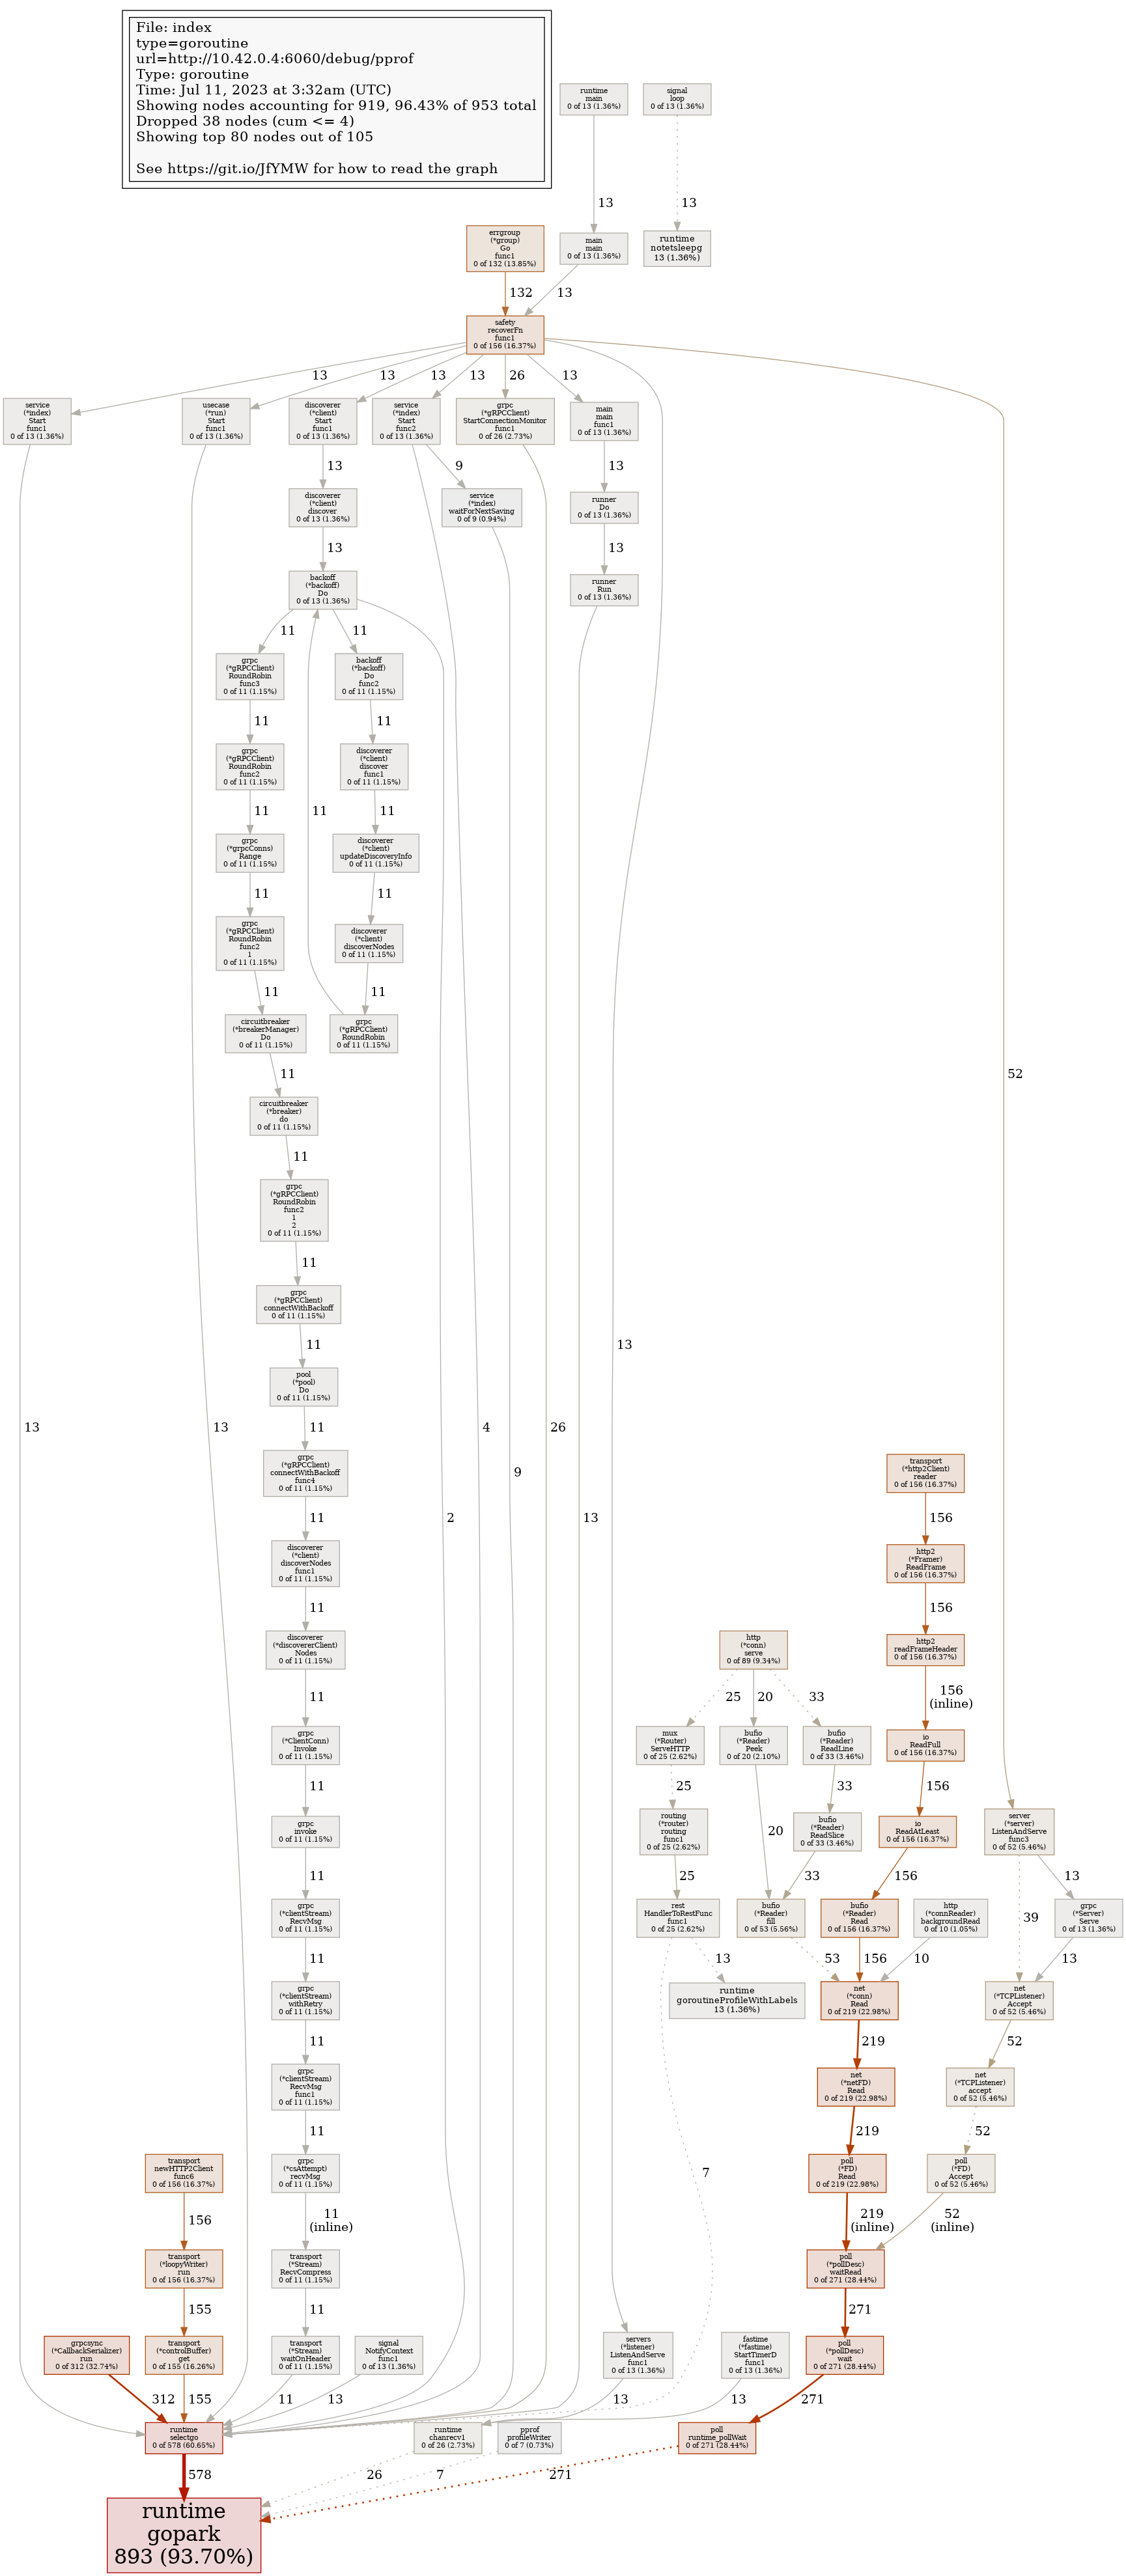 File: index
type=goroutine
url=http://10.42.0.4:6060/debug/pprof
Type: goroutine
Time: Jul 11, 2023 at 3:32am (UTC)
Showing nodes accounting for 919, 96.43% of 953 total
Dropped 38 nodes (cum <= 4)
Showing top 80 nodes out of 105
See https://git.io/JfYMW for how to read the graph
runtime
main
0 of 13 (1.36%)
signal
loop
0 of 13 (1.36%)
13
13
errgroup
(*group)
Go
func1
0 of 132 (13.85%)
main
main
0 of 13 (1.36%)
runtime
notetsleepg
13 (1.36%)
132
13
safety
recoverFn
func1
0 of 156 (16.37%)
13
13
13
13
26
13
service
(*index)
Start
func1
0 of 13 (1.36%)
usecase
(*run)
Start
func1
0 of 13 (1.36%)
discoverer
(*client)
Start
func1
0 of 13 (1.36%)
service
(*index)
Start
func2
0 of 13 (1.36%)
grpc
(*gRPCClient)
StartConnectionMonitor
func1
0 of 26 (2.73%)
main
main
func1
0 of 13 (1.36%)
13
9
13
discoverer
(*client)
discover
0 of 13 (1.36%)
service
(*index)
waitForNextSaving
0 of 9 (0.94%)
runner
Do
0 of 13 (1.36%)
13
13
backoff
(*backoff)
Do
0 of 13 (1.36%)
runner
Run
0 of 13 (1.36%)
11
11
grpc
(*gRPCClient)
RoundRobin
func3
0 of 11 (1.15%)
backoff
(*backoff)
Do
func2
0 of 11 (1.15%)
11
11
grpc
(*gRPCClient)
RoundRobin
func2
0 of 11 (1.15%)
discoverer
(*client)
discover
func1
0 of 11 (1.15%)
11
11
11
grpc
(*grpcConns)
Range
0 of 11 (1.15%)
discoverer
(*client)
updateDiscoveryInfo
0 of 11 (1.15%)
11
11
grpc
(*gRPCClient)
RoundRobin
func2
1
0 of 11 (1.15%)
discoverer
(*client)
discoverNodes
0 of 11 (1.15%)
11
11
circuitbreaker
(*breakerManager)
Do
0 of 11 (1.15%)
grpc
(*gRPCClient)
RoundRobin
0 of 11 (1.15%)
11
52
circuitbreaker
(*breaker)
do
0 of 11 (1.15%)
11
grpc
(*gRPCClient)
RoundRobin
func2
1
2
0 of 11 (1.15%)
11
grpc
(*gRPCClient)
connectWithBackoff
0 of 11 (1.15%)
11
13
pool
(*pool)
Do
0 of 11 (1.15%)
13
13
11
4
26
grpc
(*gRPCClient)
connectWithBackoff
func4
0 of 11 (1.15%)
9
transport
(*http2Client)
reader
0 of 156 (16.37%)
11
2
13
156
discoverer
(*client)
discoverNodes
func1
0 of 11 (1.15%)
http2
(*Framer)
ReadFrame
0 of 156 (16.37%)
11
156
discoverer
(*discovererClient)
Nodes
0 of 11 (1.15%)
http
(*conn)
serve
0 of 89 (9.34%)
http2
readFrameHeader
0 of 156 (16.37%)
11
25
20
33
156
(inline)
grpc
(*ClientConn)
Invoke
0 of 11 (1.15%)
mux
(*Router)
ServeHTTP
0 of 25 (2.62%)
bufio
(*Reader)
Peek
0 of 20 (2.10%)
bufio
(*Reader)
ReadLine
0 of 33 (3.46%)
io
ReadFull
0 of 156 (16.37%)
11
25
33
156
grpc
invoke
0 of 11 (1.15%)
routing
(*router)
routing
func1
0 of 25 (2.62%)
20
bufio
(*Reader)
ReadSlice
0 of 33 (3.46%)
io
ReadAtLeast
0 of 156 (16.37%)
server
(*server)
ListenAndServe
func3
0 of 52 (5.46%)
11
25
33
156
13
grpc
(*clientStream)
RecvMsg
0 of 11 (1.15%)
rest
HandlerToRestFunc
func1
0 of 25 (2.62%)
bufio
(*Reader)
fill
0 of 53 (5.56%)
bufio
(*Reader)
Read
0 of 156 (16.37%)
http
(*connReader)
backgroundRead
0 of 10 (1.05%)
39
grpc
(*Server)
Serve
0 of 13 (1.36%)
11
13
53
156
10
13
grpc
(*clientStream)
withRetry
0 of 11 (1.15%)
runtime
goroutineProfileWithLabels
13 (1.36%)
net
(*conn)
Read
0 of 219 (22.98%)
net
(*TCPListener)
Accept
0 of 52 (5.46%)
11
219
52
grpc
(*clientStream)
RecvMsg
func1
0 of 11 (1.15%)
net
(*netFD)
Read
0 of 219 (22.98%)
net
(*TCPListener)
accept
0 of 52 (5.46%)
11
219
52
transport
newHTTP2Client
func6
0 of 156 (16.37%)
grpc
(*csAttempt)
recvMsg
0 of 11 (1.15%)
7
poll
(*FD)
Read
0 of 219 (22.98%)
poll
(*FD)
Accept
0 of 52 (5.46%)
156
11
(inline)
219
(inline)
52
(inline)
transport
(*loopyWriter)
run
0 of 156 (16.37%)
transport
(*Stream)
RecvCompress
0 of 11 (1.15%)
poll
(*pollDesc)
waitRead
0 of 271 (28.44%)
155
11
271
grpcsync
(*CallbackSerializer)
run
0 of 312 (32.74%)
transport
(*controlBuffer)
get
0 of 155 (16.26%)
transport
(*Stream)
waitOnHeader
0 of 11 (1.15%)
signal
NotifyContext
func1
0 of 13 (1.36%)
servers
(*listener)
ListenAndServe
func1
0 of 13 (1.36%)
fastime
(*fastime)
StartTimerD
func1
0 of 13 (1.36%)
poll
(*pollDesc)
wait
0 of 271 (28.44%)
312
155
11
13
13
13
271
runtime
selectgo
0 of 578 (60.65%)
runtime
chanrecv1
0 of 26 (2.73%)
pprof
profileWriter
0 of 7 (0.73%)
poll
runtime_pollWait
0 of 271 (28.44%)
578
26
7
271
runtime
gopark
893 (93.70%)